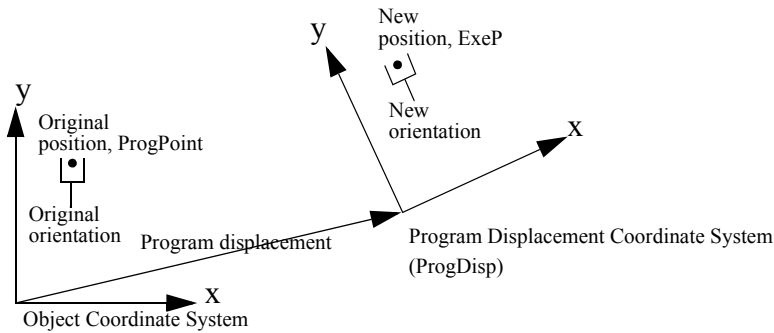 y
Original
position, ProgPoint
Original
orientation
x
Object Coordinate System
Program displacement
y
New
position, ExeP
New
orientation
x
Program Displacement Coordinate System
(ProgDisp)